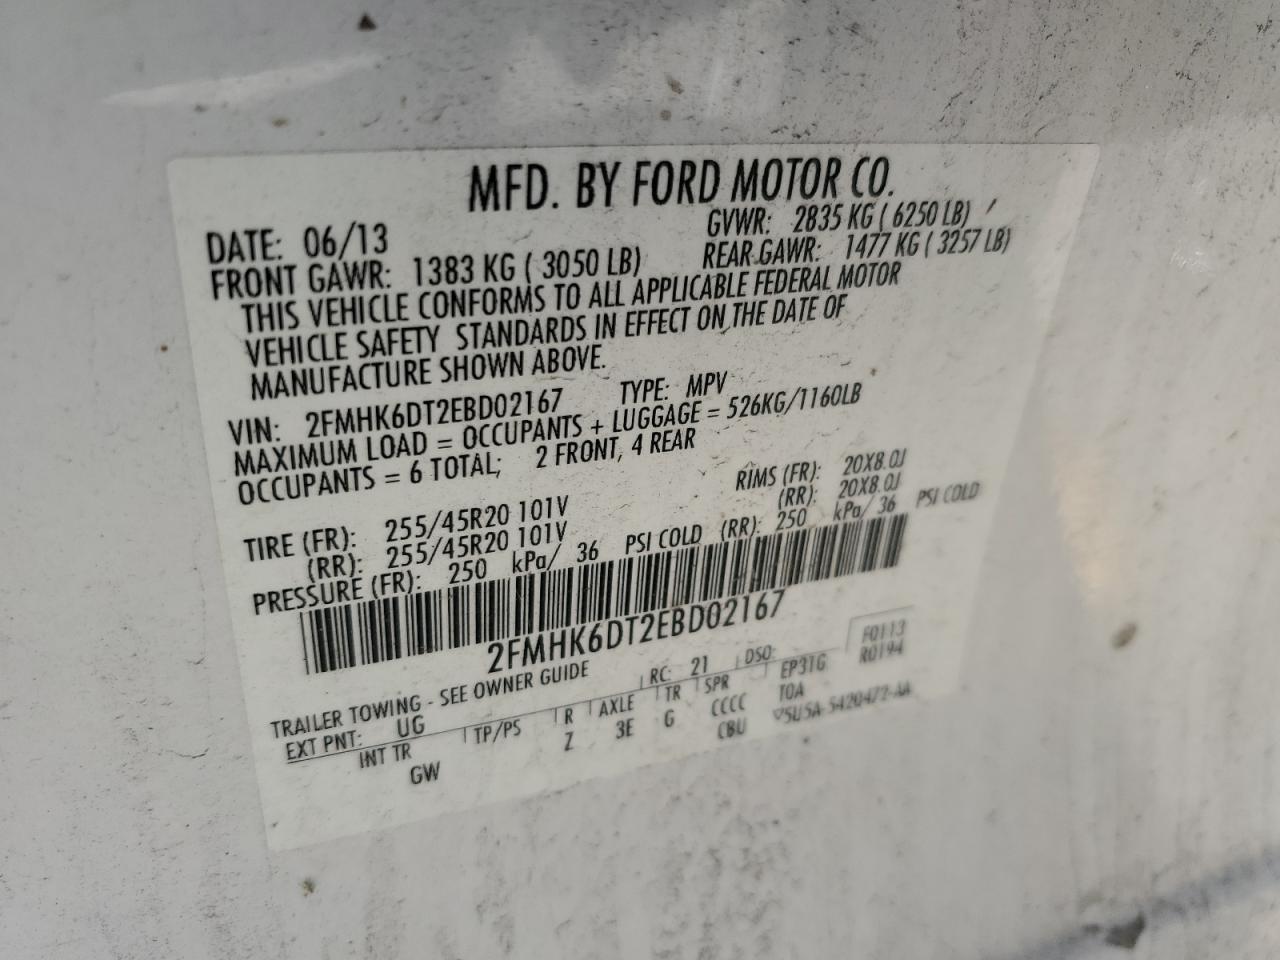 MFD. BY FORD MOTOR CO.
DATE: 06/13 GVWR: 2835 KG ( 6250 LB)
FRONT GAWR: 1383 KG ( 3050 LB) REAR GAWR: 1477 KG ( 3257 LB)
THIS VEHICLE CONFORMS TO ALL APPLICABLE FEDERAL MOTOR
VEHICLE SAFETY STANDARDS IN EFFECT ON THE DATE OF
MANUFACTURE SHOWN ABOVE.
VIN: 2FMHK6DT2EBD02167 TYPE: MPV
MAXIMUM LOAD = OCCUPANTS + LUGGAGE = 526KG/1160LB
OCCUPANTS = 6 TOTAL; 2 FRONT, 4 REAR
TIRE (FR): 255/45R20 101V RIMS (FR): 20X8.0J
(RR): 255/45R20 101V (RR): 20X8.0J
PRESSURE (FR): 250 kPa/ 36 PSI COLD (RR): 250 kPa/ 36 PSI COLD
2FMHK6DT2EBD02167
TRAILER TOWING - SEE OWNER GUIDE RC: 21 DSO: F0113
EXT PNT: UG R AXLE TR SPR EP3TG R0194
INT TR TP/PS Z 3E G CCCC TOA
GW CBU 5U5A-5420472-AA